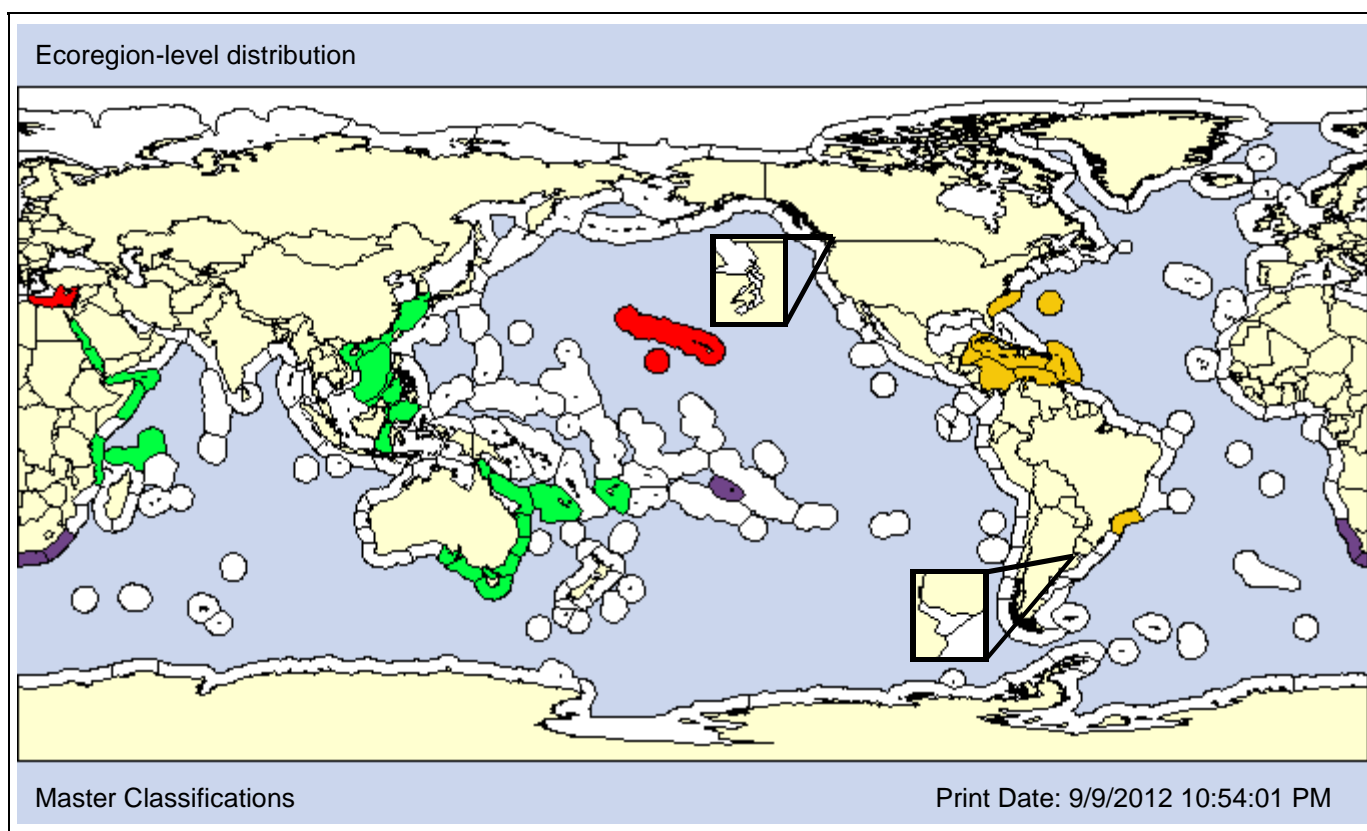 Ecoregion-level distribution
Master Classifications
Print Date: 9/9/2012 10:54:01 PM